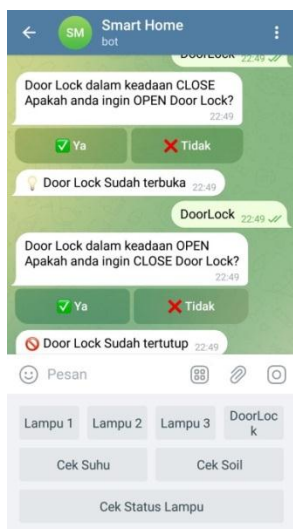 SM
Smart Home
bot
DoorLock 22:49
Door Lock dalam keadaan CLOSE
Apakah anda ingin OPEN Door Lock?
22:49
✅ Ya
❌ Tidak
💡 Door Lock Sudah terbuka 22:49
DoorLock 22:49
Door Lock dalam keadaan OPEN
Apakah anda ingin CLOSE Door Lock?
22:49
✅ Ya
❌ Tidak
🚫 Door Lock Sudah tertutup 22:49
Pesan
Lampu 1
Lampu 2
Lampu 3
DoorLoc
k
Cek Suhu
Cek Soil
Cek Status Lampu